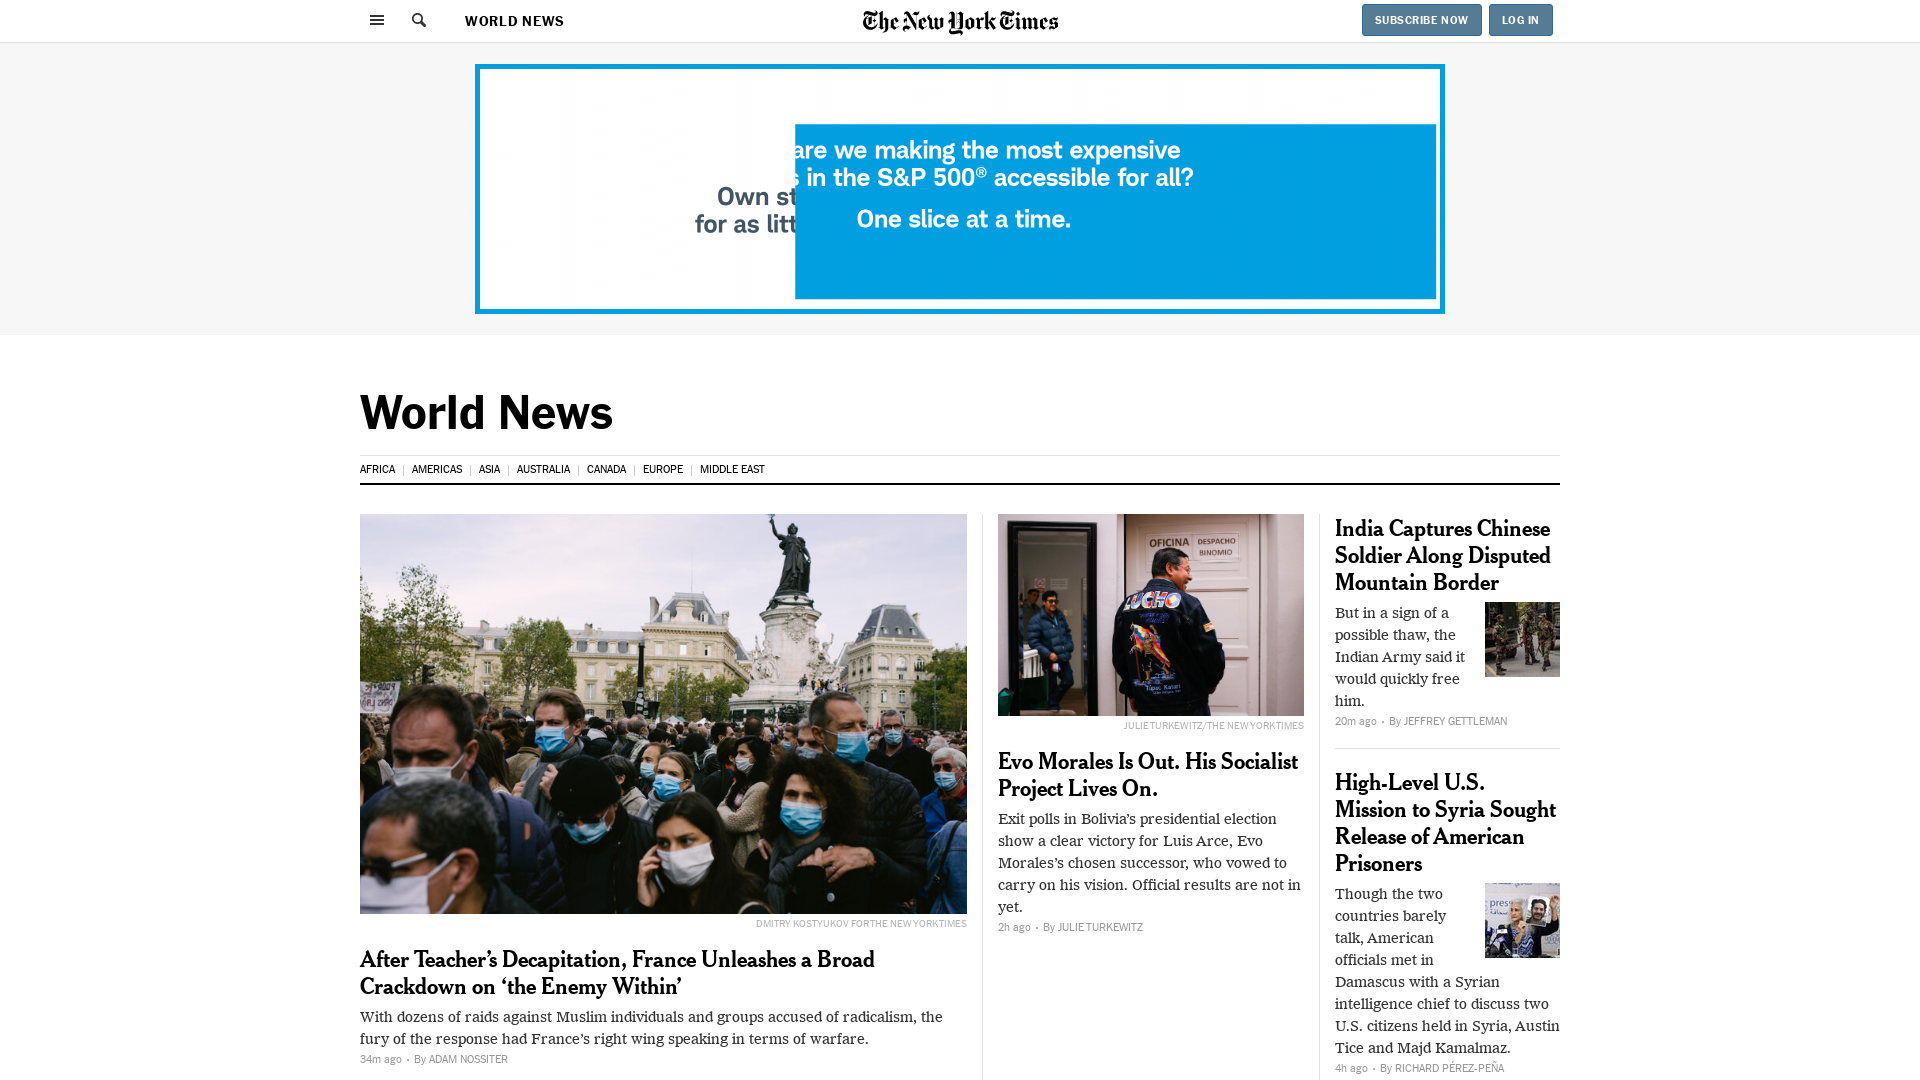 WORLD NEWS
The New York Times
SUBSCRIBE NOW
LOG IN
are we making the most expensive
s in the S&P 500® accessible for all?
One slice at a time.
Own st
for as litt
World News
AFRICA
AMERICAS
ASIA
AUSTRALIA
CANADA
EUROPE
MIDDLE EAST
DMITRY KOSTYUKOV FOR THE NEW YORK TIMES
After Teacher’s Decapitation, France Unleashes a Broad
Crackdown on ‘the Enemy Within’
With dozens of raids against Muslim individuals and groups accused of radicalism, the
fury of the response had France’s right wing speaking in terms of warfare.
34m ago • By ADAM NOSSITER
OFICINA
DESPACHO
BINOMIO
LUCHO
Tupac Katari
JULIE TURKEWITZ/THE NEW YORK TIMES
Evo Morales Is Out. His Socialist
Project Lives On.
Exit polls in Bolivia’s presidential election
show a clear victory for Luis Arce, Evo
Morales’s chosen successor, who vowed to
carry on his vision. Official results are not in
yet.
2h ago • By JULIE TURKEWITZ
India Captures Chinese
Soldier Along Disputed
Mountain Border
But in a sign of a
possible thaw, the
Indian Army said it
would quickly free
him.
20m ago • By JEFFREY GETTLEMAN
High-Level U.S.
Mission to Syria Sought
Release of American
Prisoners
Though the two
countries barely
talk, American
officials met in
Damascus with a Syrian
intelligence chief to discuss two
U.S. citizens held in Syria, Austin
Tice and Majd Kamalmaz.
4h ago • By RICHARD PÉREZ-PEÑA